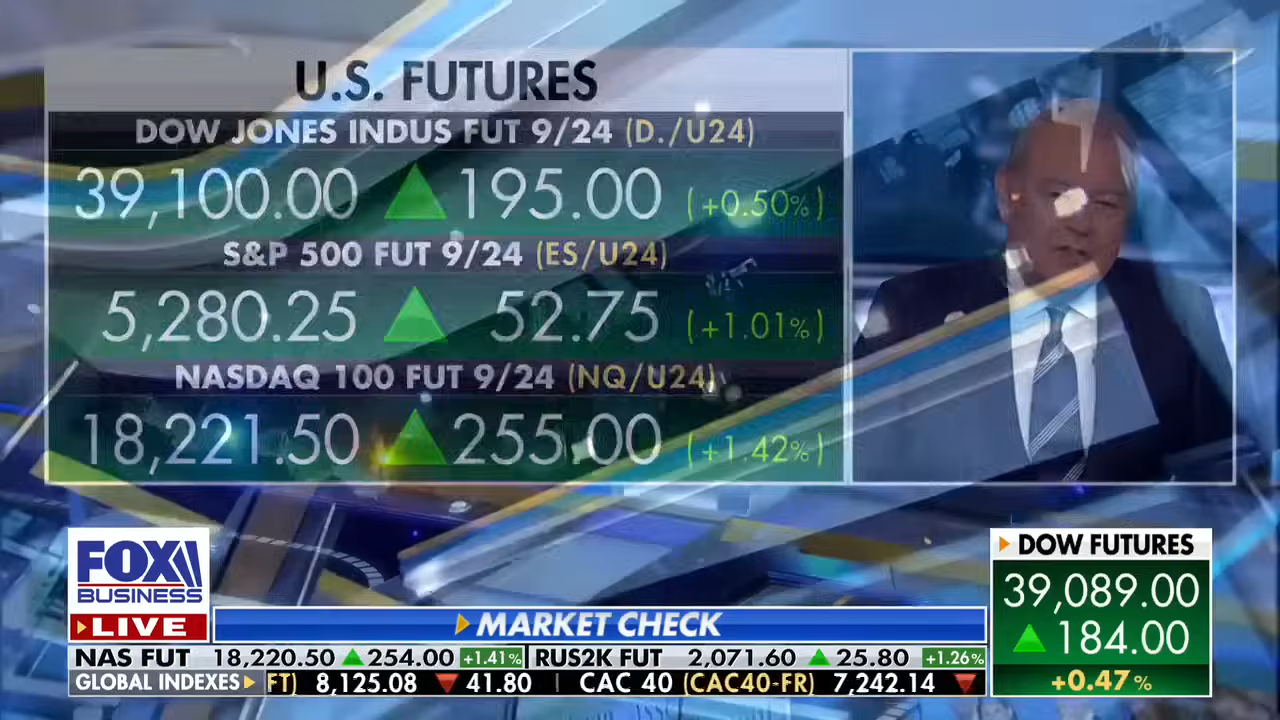 U.S. FUTURES
DOW JONES INDUS FUT 9/24 (D./U24)
39,100.00 ▲ 195.00 (+0.50%)
S&P 500 FUT 9/24 (ES/U24)
5,280.25 ▲ 52.75 (+1.01%)
NASDAQ 100 FUT 9/24 (NQ/U24)
18,221.50 ▲ 255.00 (+1.42%)
FOX
BUSINESS
LIVE
MARKET CHECK
NAS FUT 18,220.50 ▲ 254.00 +1.41% RUS2K FUT 2,071.60 ▲ 25.80 +1.26%
GLOBAL INDEXES FT) 8,125.08 ▼ 41.80 | CAC 40 (CAC40-FR) 7,242.14 ▼
DOW FUTURES
39,089.00
▲ 184.00
+0.47%